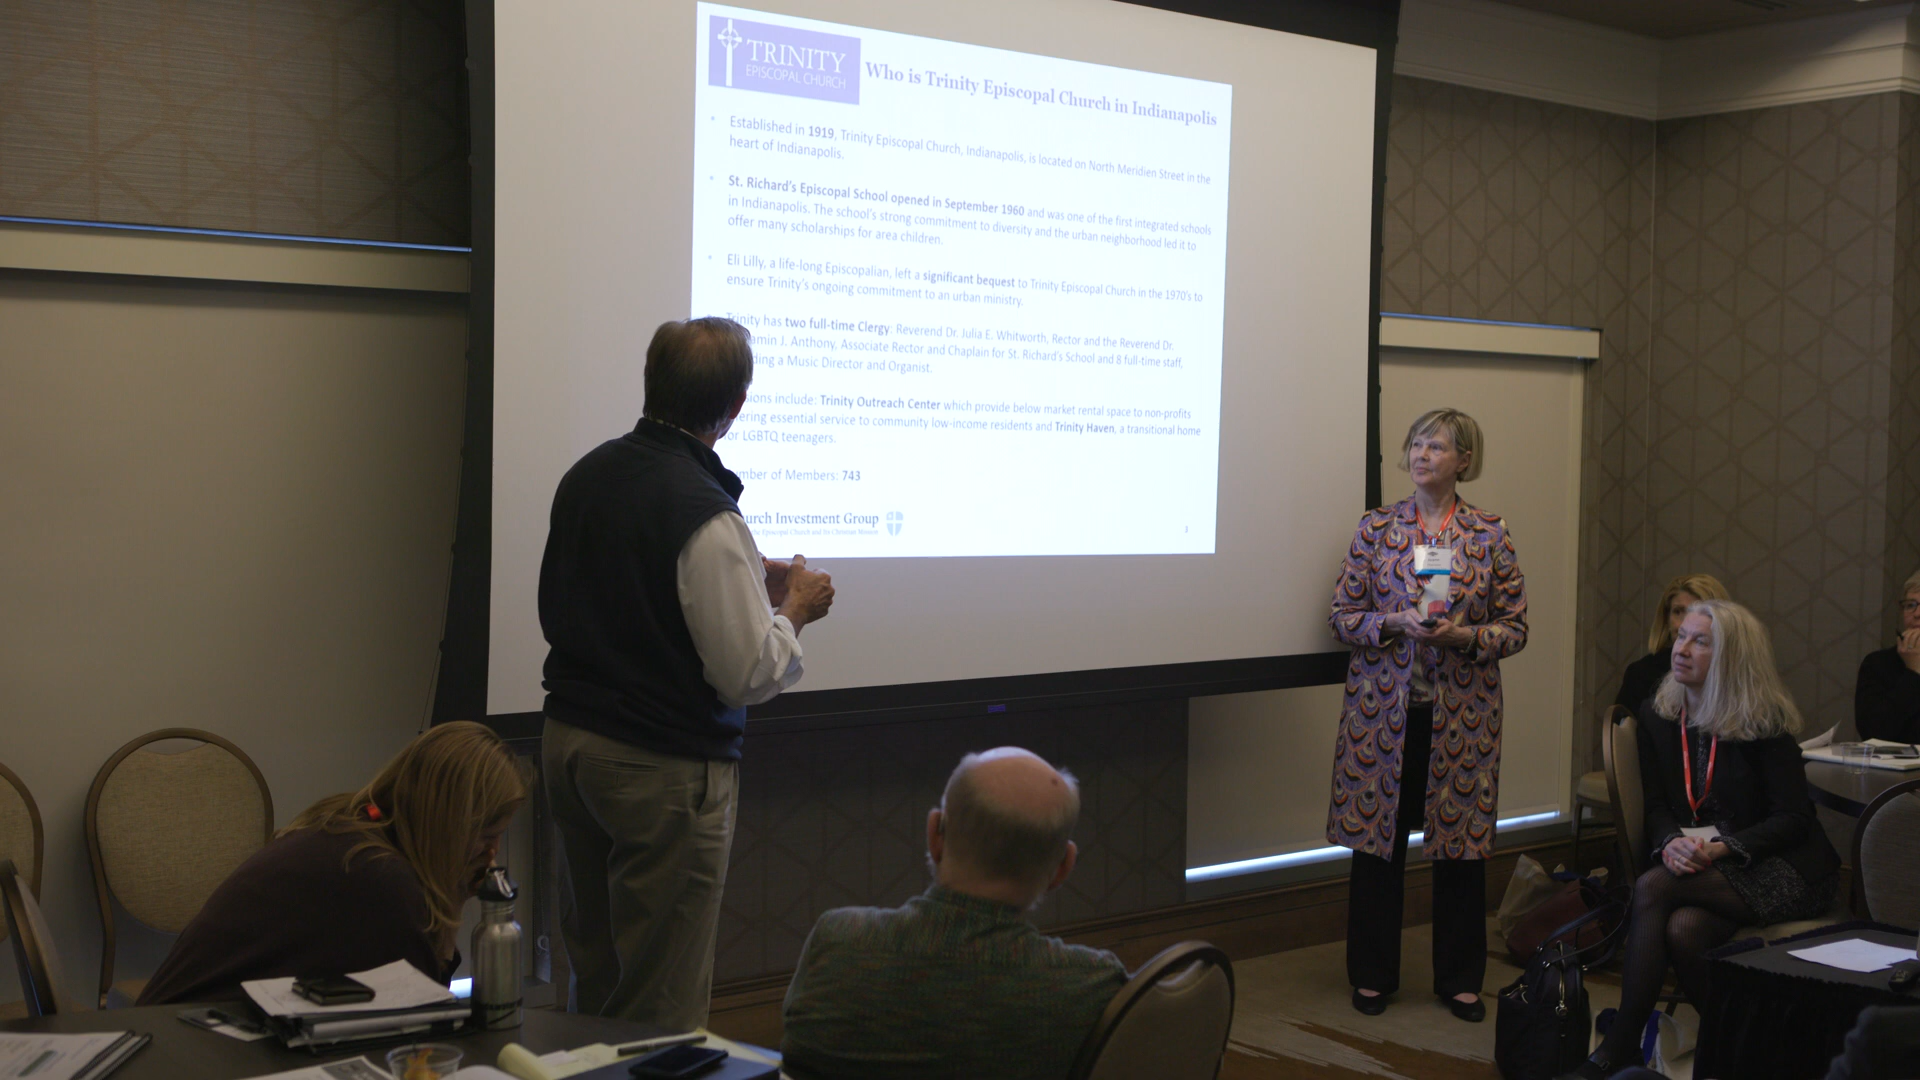 TRINITY
EPISCOPAL CHURCH
Who is Trinity Episcopal Church in Indianapolis
• Established in 1919, Trinity Episcopal Church, Indianapolis, is located on North Meridien Street in the
heart of Indianapolis.
• St. Richard's Episcopal School opened in September 1960 and was one of the first integrated schools
in Indianapolis. The school's strong commitment to diversity and the urban neighborhood led it to
offer many scholarships for area children.
• Eli Lilly, a life-long Episcopalian, left a significant bequest to Trinity Episcopal Church in the 1970's to
ensure Trinity's ongoing commitment to an urban ministry.
Trinity has two full-time Clergy: Reverend Dr. Julia E. Whitworth, Rector and the Reverend Dr.
amin J. Anthony, Associate Rector and Chaplain for St. Richard's School and 8 full-time staff,
ding a Music Director and Organist.
sions include: Trinity Outreach Center which provide below market rental space to non-profits
ering essential service to community low-income residents and Trinity Haven, a transitional home
or LGBTQ teenagers.
mber of Members: 743
urch Investment Group
Episcopal Church and Its Christian Mission